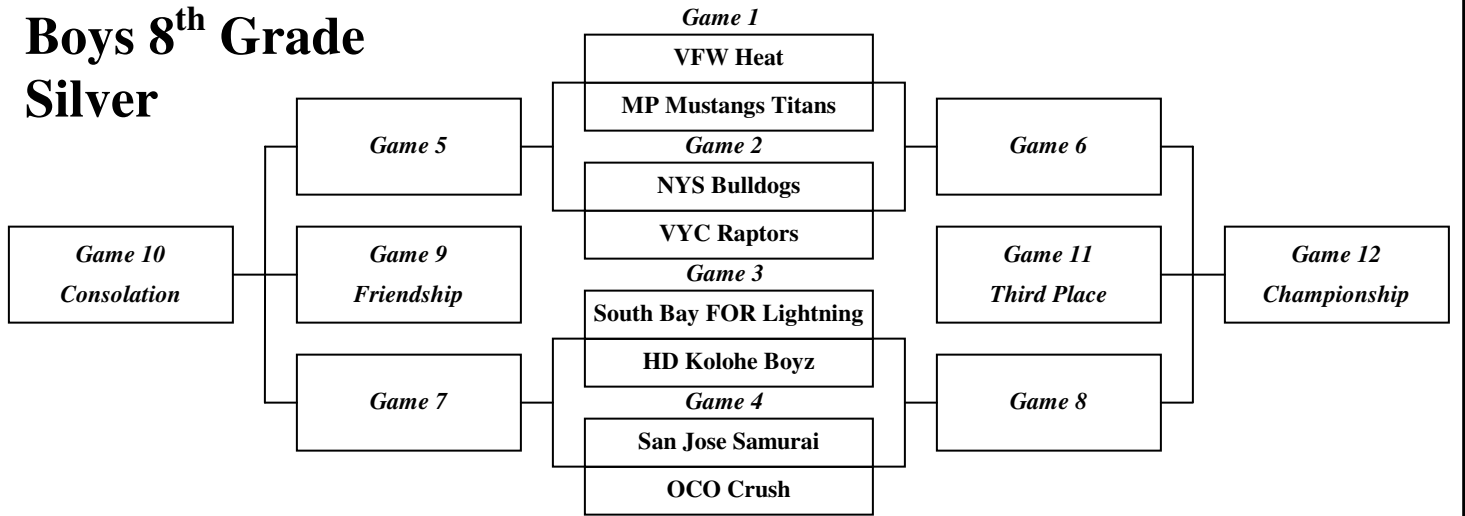 Boys 8th Grade
Silver
Game 1
VFW Heat
MP Mustangs Titans
Game 5
Game 2
Game 6
NYS Bulldogs
VYC Raptors
Game 10
Consolation
Game 9
Friendship
Game 3
Game 11
Third Place
Game 12
Championship
South Bay FOR Lightning
HD Kolohe Boyz
Game 7
Game 4
Game 8
San Jose Samurai
OCO Crush